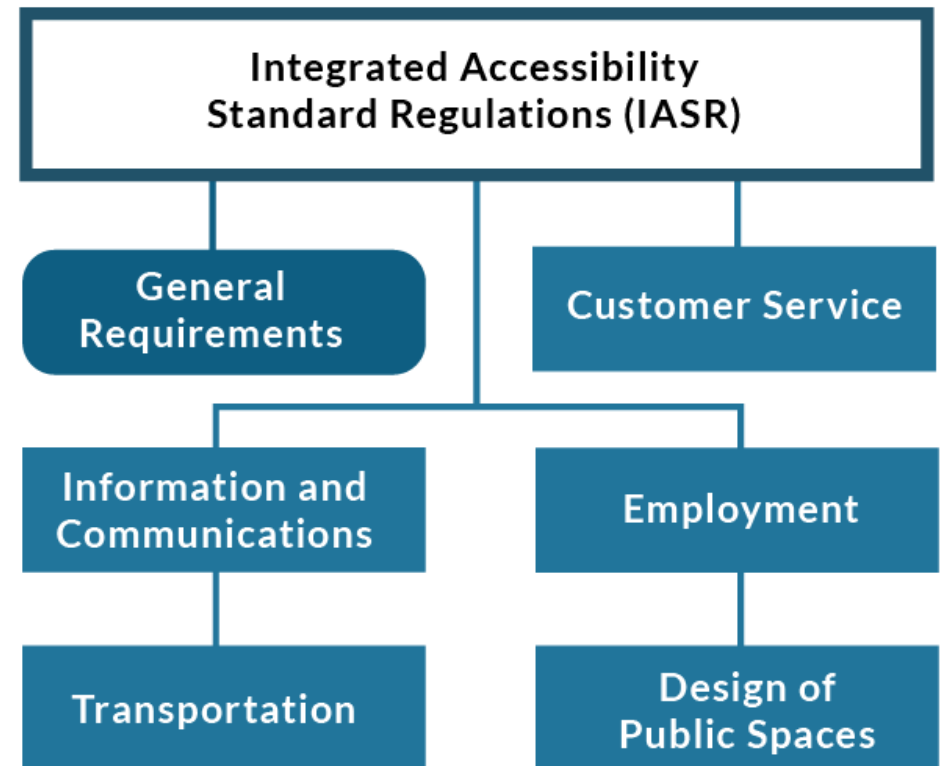 Integrated Accessibility
Standard Regulations (IASR)
General
Requirements
Customer Service
Information and
Communications
Employment
Transportation
Design of
Public Spaces